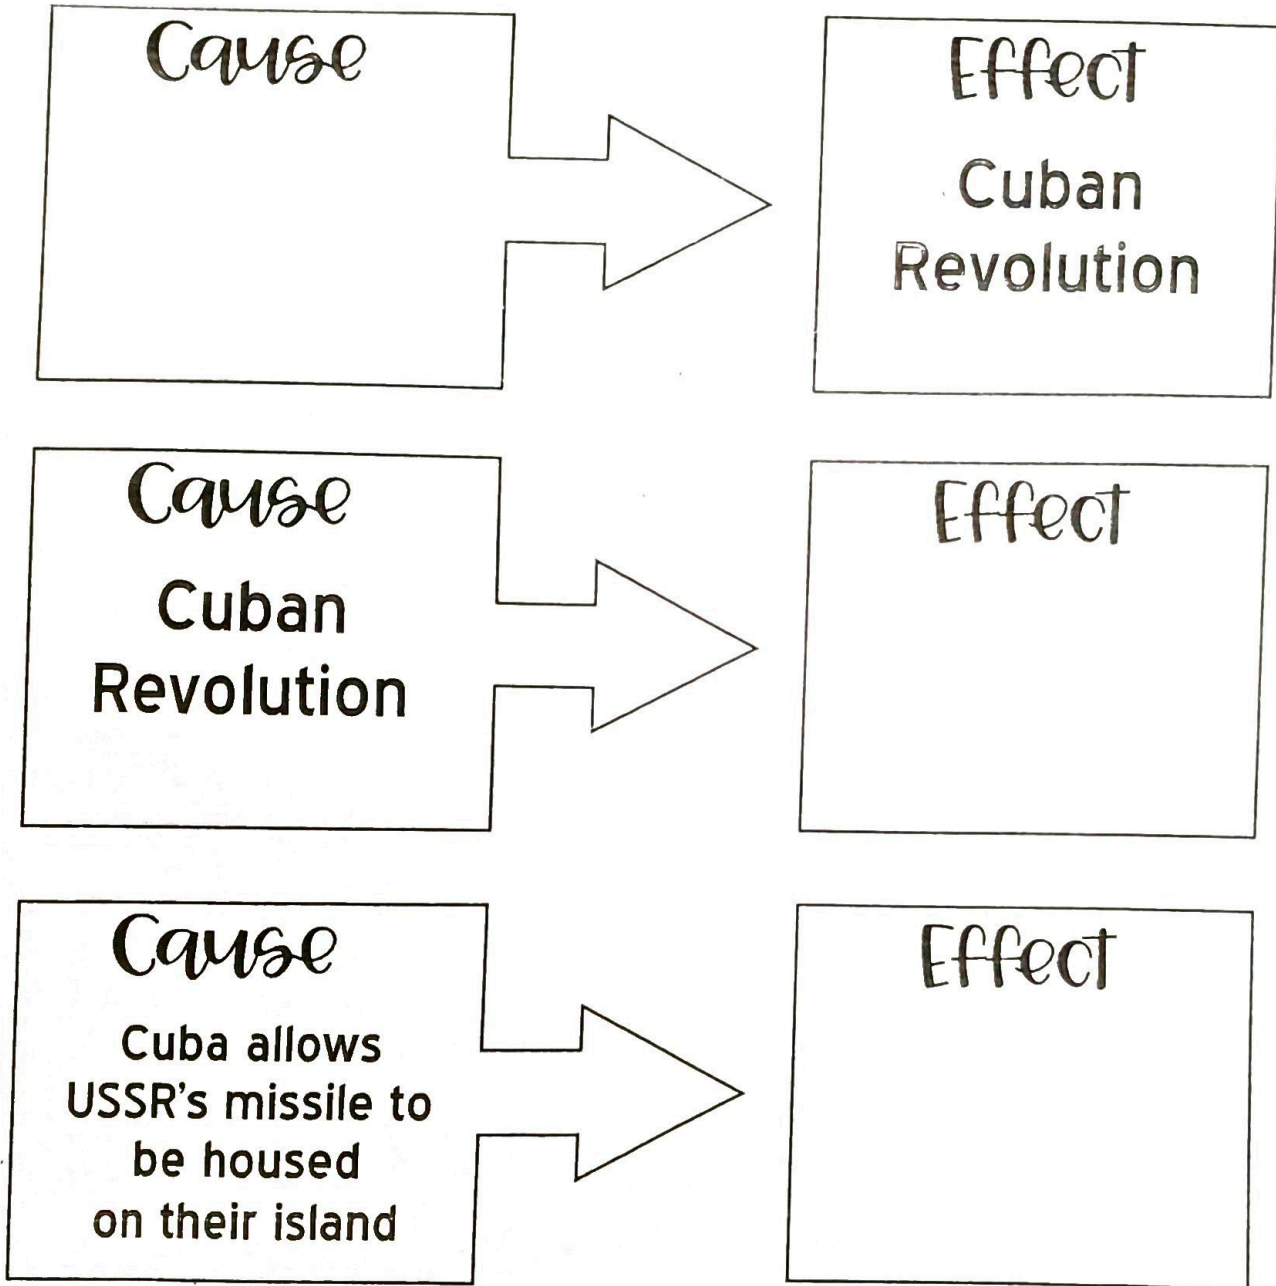 Cause
Effect
Cuban
Revolution
Cause
Cuban
Revolution
Effect
Cause
Cuba allows
USSR's missile to
be housed
on their island
Effect